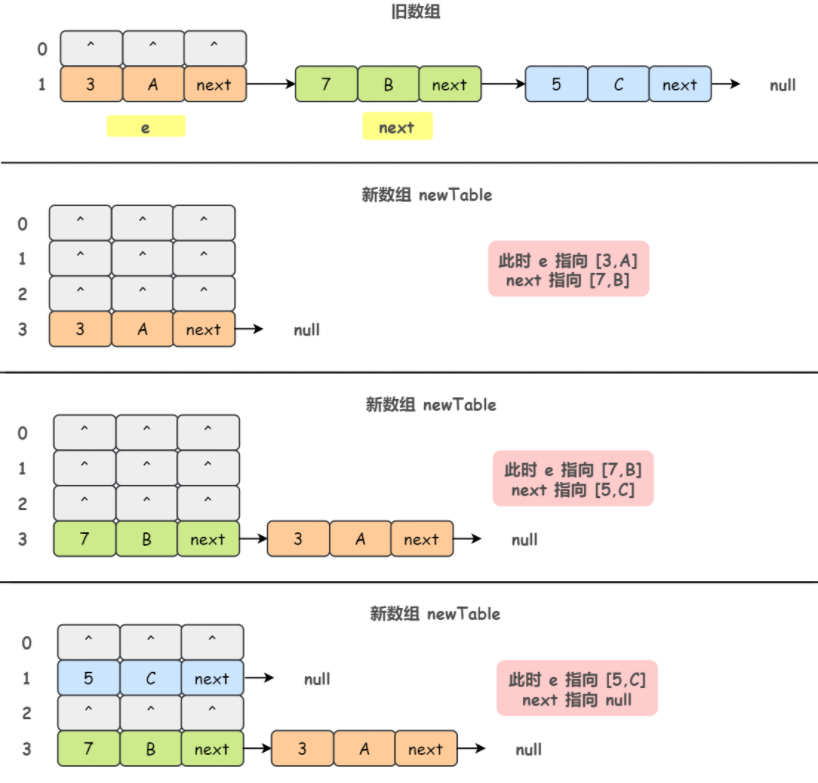 旧数组
0 ^ ^ ^
1 3 A next 7 B next 5 C next null
e next
新数组 newTable
0 ^ ^ ^
1 ^ ^ ^
2 ^ ^ ^
3 3 A next null
此时 e 指向 [3,A]
next 指向 [7,B]
新数组 newTable
0 ^ ^ ^
1 ^ ^ ^
2 ^ ^ ^
3 7 B next 3 A next null
此时 e 指向 [7,B]
next 指向 [5,C]
新数组 newTable
0 ^ ^ ^
1 5 C next null
2 ^ ^ ^
3 7 B next 3 A next null
此时 e 指向 [5,C]
next 指向 null